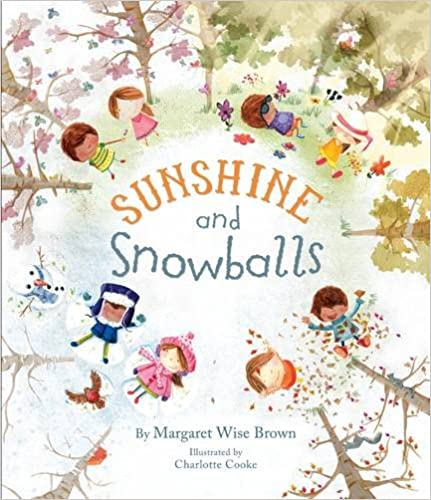 SUNSHINE
and
Snowballs
By Margaret Wise Brown
Illustrated by
Charlotte Cooke